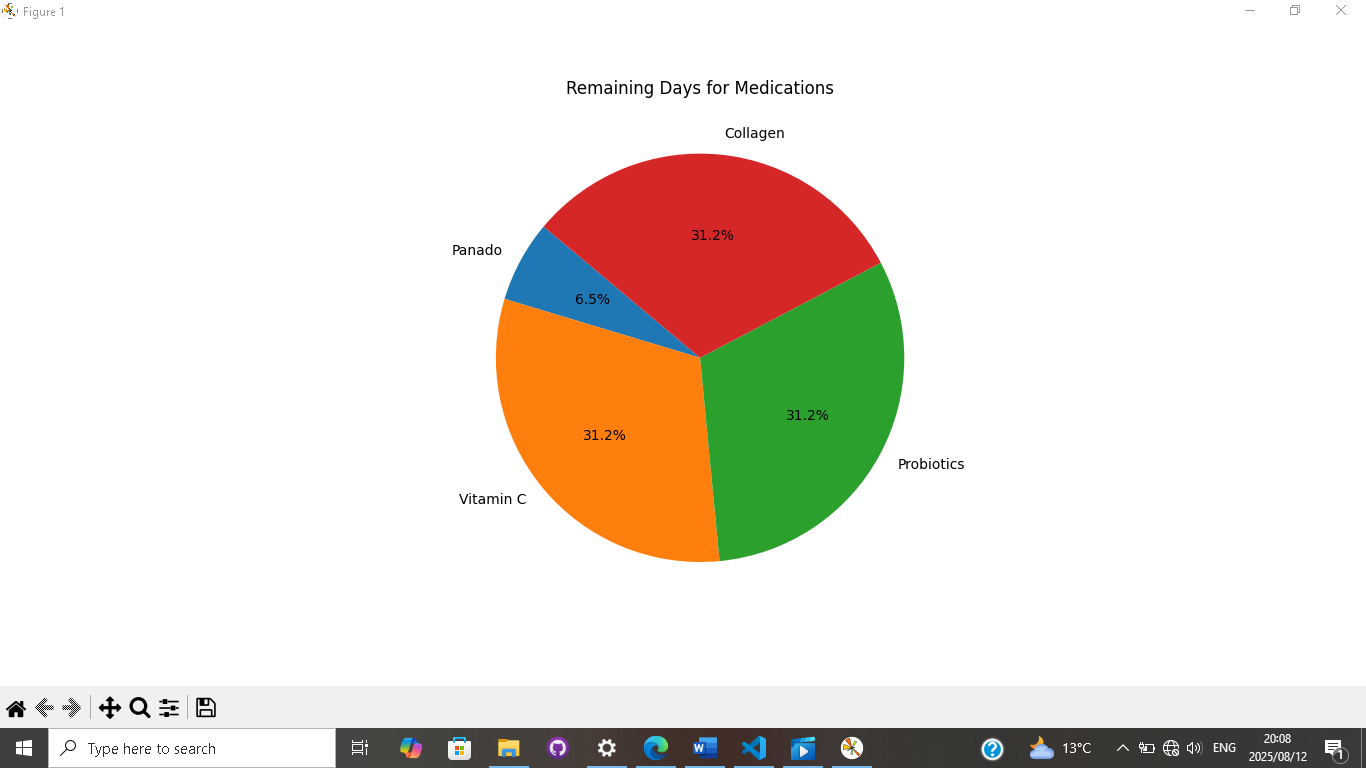 Figure 1
Remaining Days for Medications
Collagen
31.2%
Panado
6.5%
31.2%
31.2%
Probiotics
Vitamin C
Type here to search
13°C
ENG
20:08
2025/08/12
1